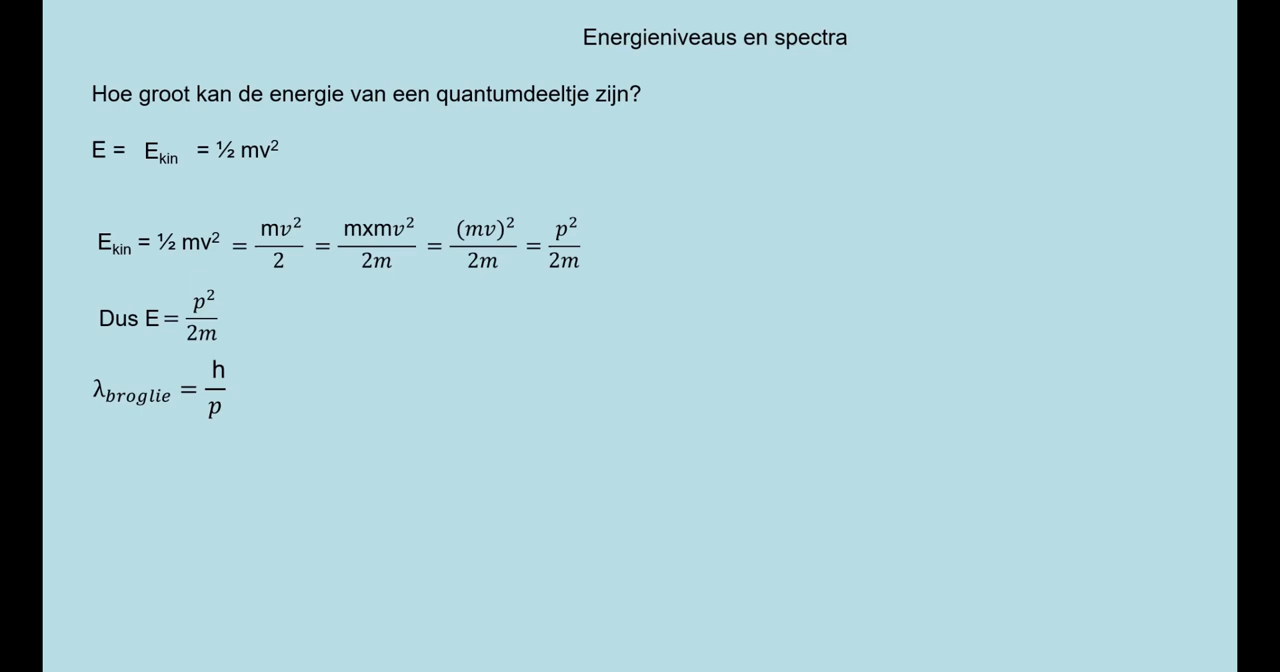 Energieniveaus en spectra
Hoe groot kan de energie van een quantumdeeltje zijn?
E = E_kin = ½ mv²
E_kin = ½ mv² = mv²/2 = mxmv²/2m = (mv)²/2m = p²/2m
Dus E = p²/2m
λ_broglie = h/p